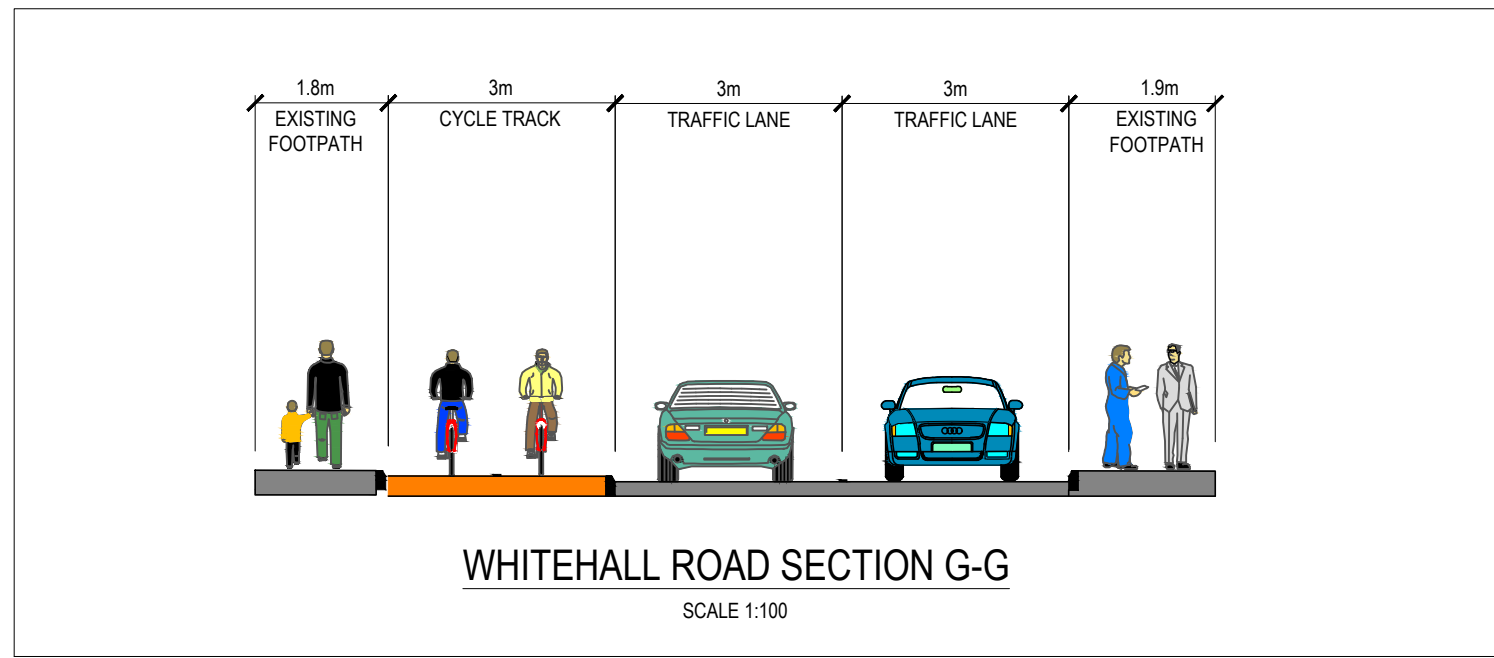 1.8m 3m 3m 3m 1.9m
EXISTING CYCLE TRACK TRAFFIC LANE TRAFFIC LANE EXISTING
FOOTPATH FOOTPATH
WHITEHALL ROAD SECTION G-G
SCALE 1:100